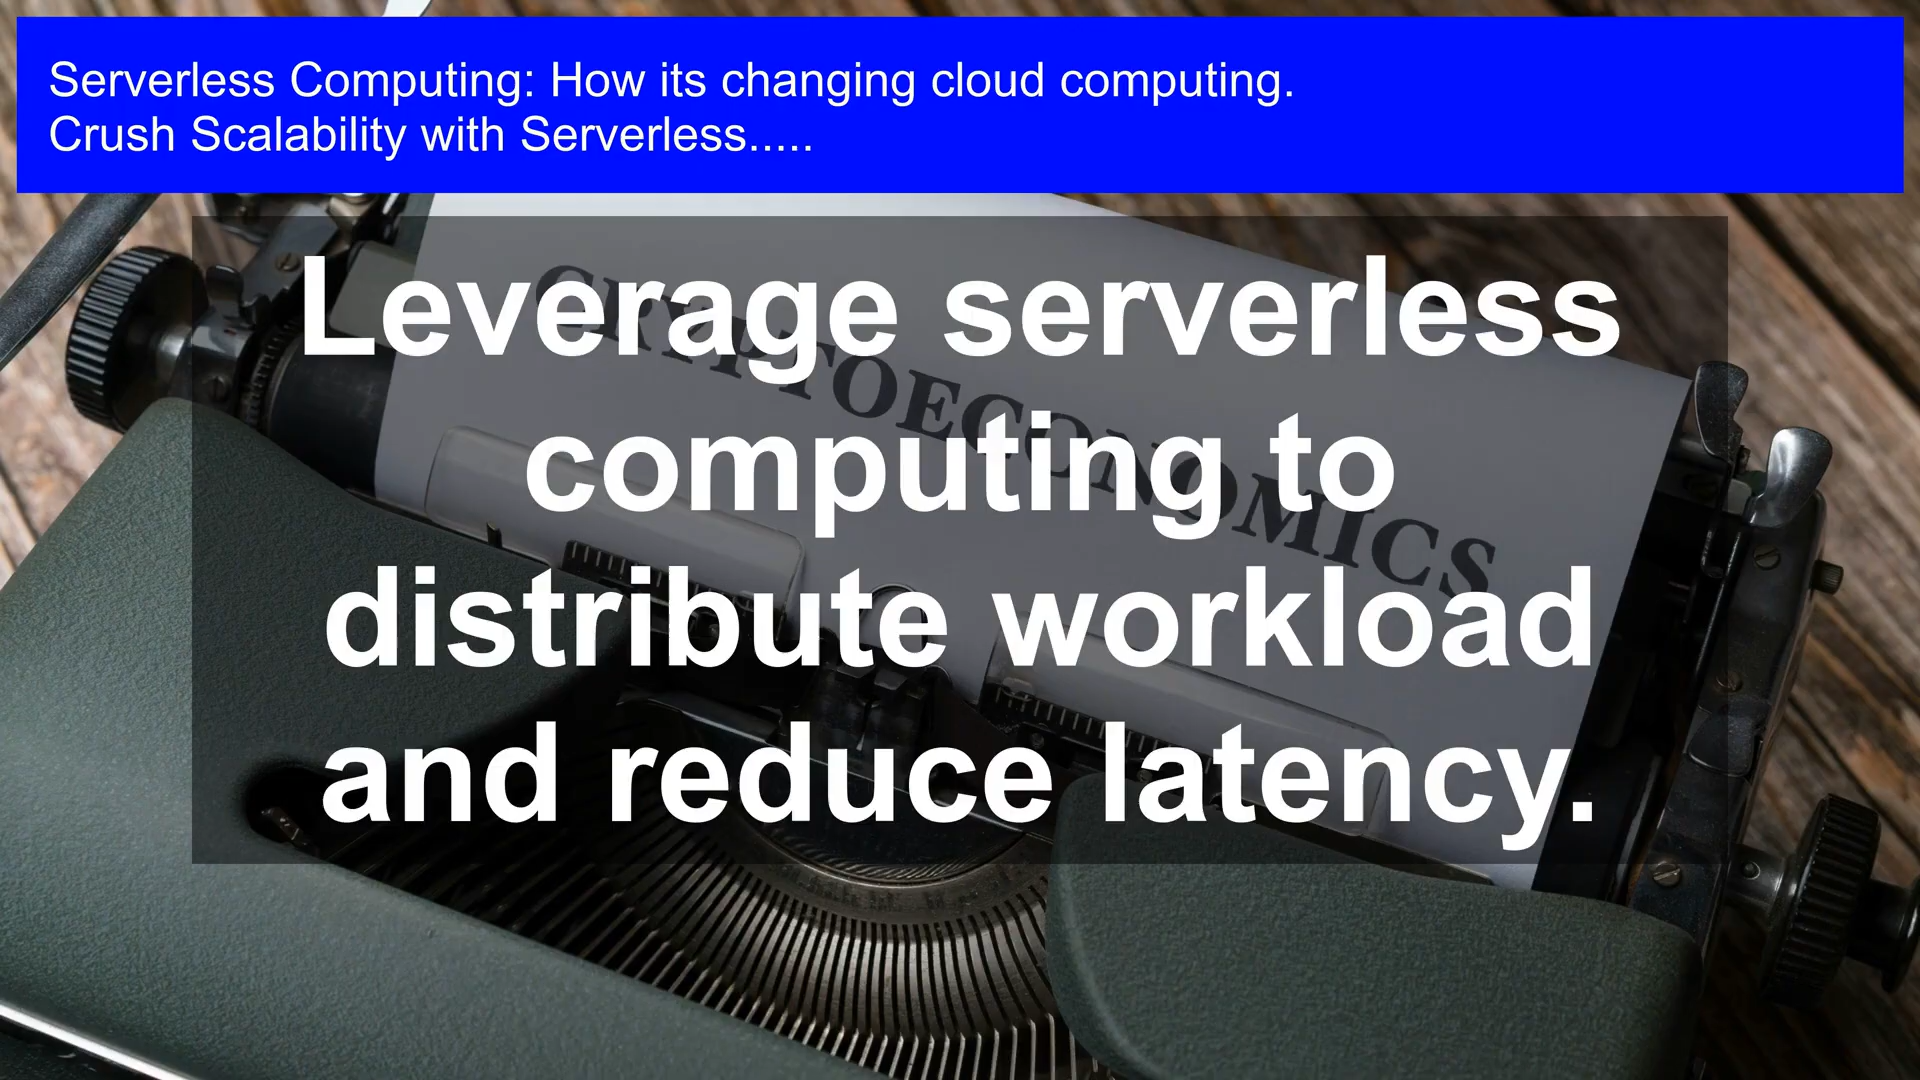 Serverless Computing: How its changing cloud computing.
Crush Scalability with Serverless.....
Leverage serverless
computing to
distribute workload
and reduce latency.
CRYPTOECONOMICS